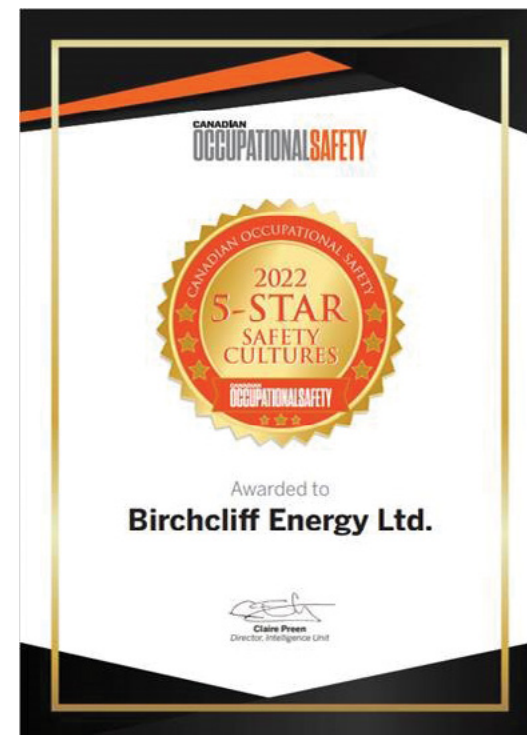 CANADIAN
OCCUPATIONALSAFETY
CANADIAN OCCUPATIONAL SAFETY
2022
5-STAR
SAFETY
CULTURES
CANADIAN
OCCUPATIONALSAFETY
Awarded to
Birchcliff Energy Ltd.
Claire Preen
Director, Intelligence Unit